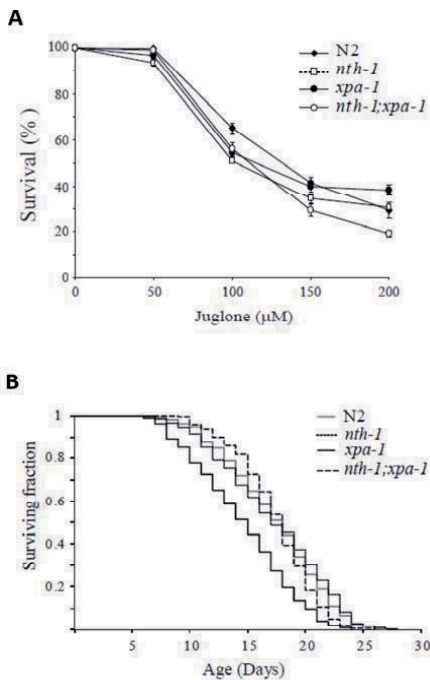 A
N2
nth-1
xpa-1
nth-1;xpa-1
100
80
60
40
20
0
Survival (%)
0 50 100 150 200
Juglone (µM)
B
N2
nth-1
xpa-1
nth-1;xpa-1
1
0.8
0.6
0.4
0.2
Surviving fraction
5 10 15 20 25 30
Age (Days)